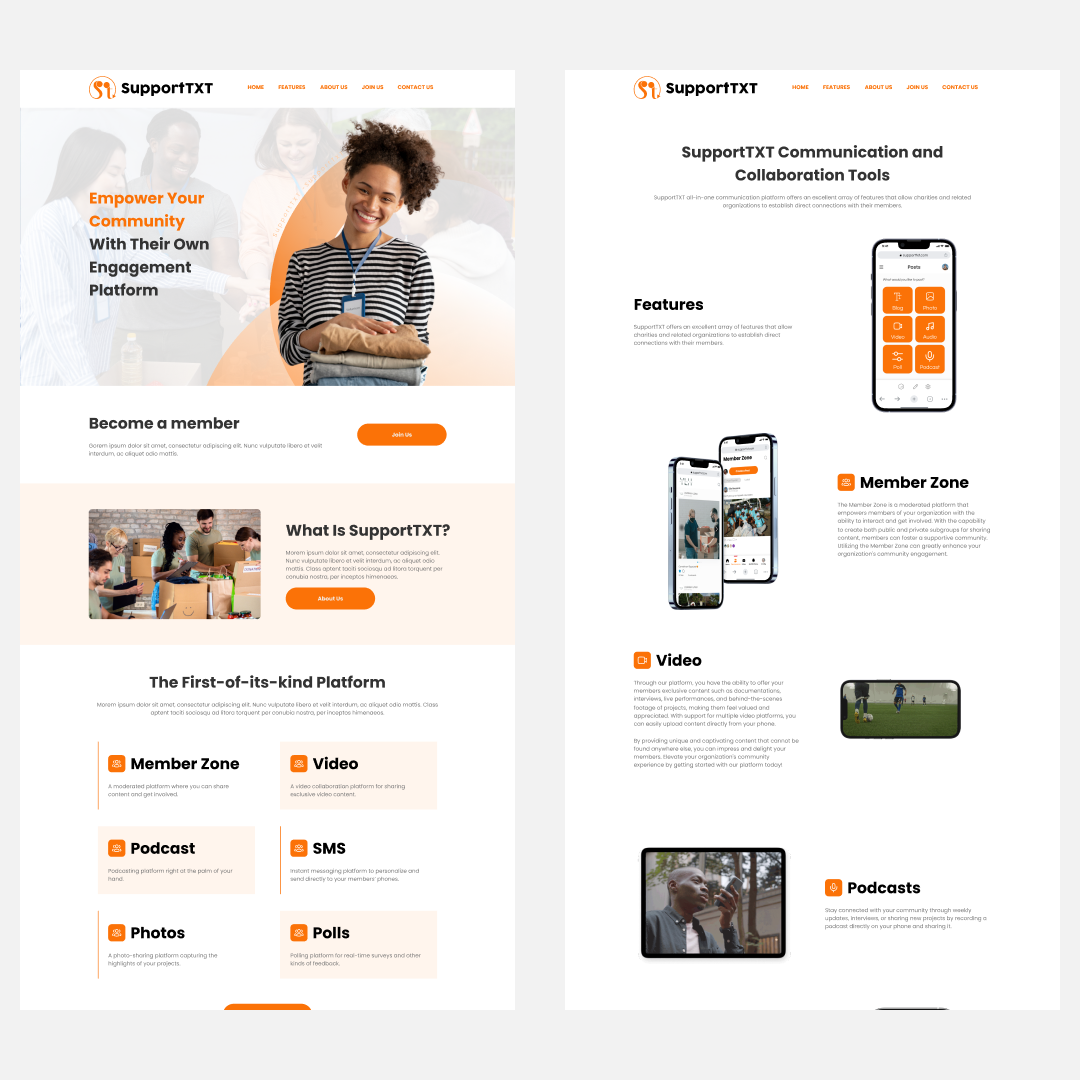 SupportTXT
HOME FEATURES ABOUT US JOIN US CONTACT US
Empower Your
Community
With Their Own
Engagement
Platform
Become a member
Gorem ipsum dolor sit amet, consectetur adipiscing elit. Nunc vulputate libero et velit
interdum, ac aliquet odio mattis.
Join Us
What Is SupportTXT?
Morem ipsum dolor sit amet, consectetur adipiscing elit.
Nunc vulputate libero et velit interdum, ac aliquet odio
mattis. Class aptent taciti sociosqu ad litora torquent per
conubia nostra, per inceptos himenaeos.
About Us
The First-of-its-kind Platform
Morem ipsum dolor sit amet, consectetur adipiscing elit. Nunc vulputate libero et velit interdum, ac aliquet odio mattis. Class
aptent taciti sociosqu ad litora torquent per conubia nostra, per inceptos himenaeos.
Member Zone
A moderated platform where you can share
content and get involved.
Video
A video collaboration platform for sharing
exclusive video content.
Podcast
Podcasting platform right at the palm of your
hand.
SMS
Instant messaging platform to personalize and
send directly to your members' phones.
Photos
A photo-sharing platform capturing the
highlights of your projects.
Polls
Polling platform for real-time surveys and other
kinds of feedback.
SupportTXT
HOME FEATURES ABOUT US JOIN US CONTACT US
SupportTXT Communication and
Collaboration Tools
SupportTXT all-in-one communication platform offers an excellent array of features that allow charities and related
organizations to establish direct connections with their members.
Features
SupportTXT offers an excellent array of features that allow
charities and related organizations to establish direct
connections with their members.
supporttxt.com
Posts
Blog
Photo
Video
Audio
Poll
Podcast
Member Zone
Member Zone
The Member Zone is a moderated platform that
empowers members of your organization with the
ability to interact and get involved. With the capability
to create both public and private subgroups for sharing
content, members can foster a supportive community.
Utilizing the Member Zone can greatly enhance your
organization's community engagement.
Video
Through our platform, you have the ability to offer your
members exclusive content such as documentations,
interviews, live performances, and behind-the-scenes
footage of projects, making them feel valued and
appreciated. With support for multiple video platforms, you
can easily upload content directly from your phone.
By providing unique and captivating content that cannot be
found anywhere else, you can impress and delight your
members. Elevate your organization's community
experience by getting started with our platform today!
Podcasts
Stay connected with your community through weekly
updates, interviews, or sharing new projects by recording a
podcast directly on your phone and sharing it.